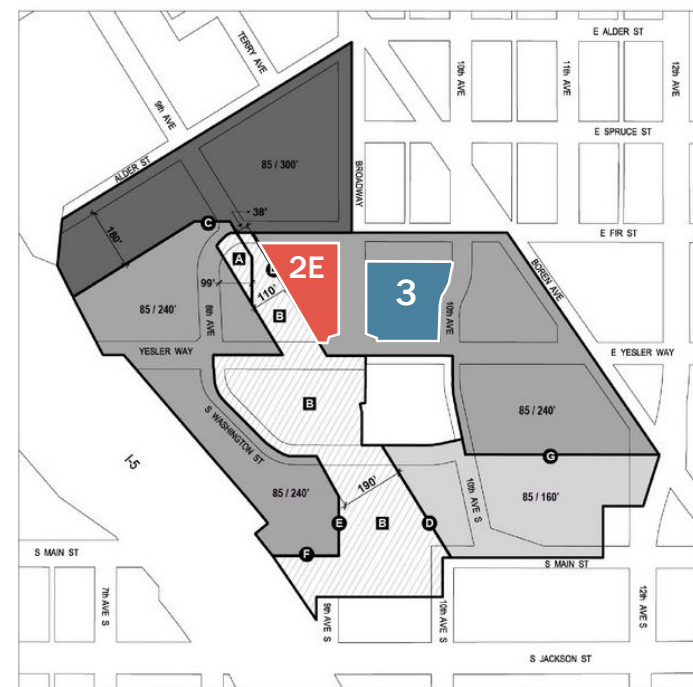 E ALDER ST
TERRY AVE
9th AVE
10th AVE
11th AVE
12th AVE
E SPRUCE ST
ALDER ST
85 / 300'
BROADWAY
38'
C
180'
E FIR ST
A
2E
3
BOREN AVE
99'
110'
85 / 240'
8th AVE
B
10th AVE
YESLER WAY
E YESLER WAY
B
85 / 240'
S WASHINGTON ST
G
I-5
190'
85 / 240'
10th AVE S
85 / 160'
E
B
D
S MAIN ST
F
S MAIN ST
7th AVE S
9th AVE S
10th AVE S
12th AVE S
S JACKSON ST